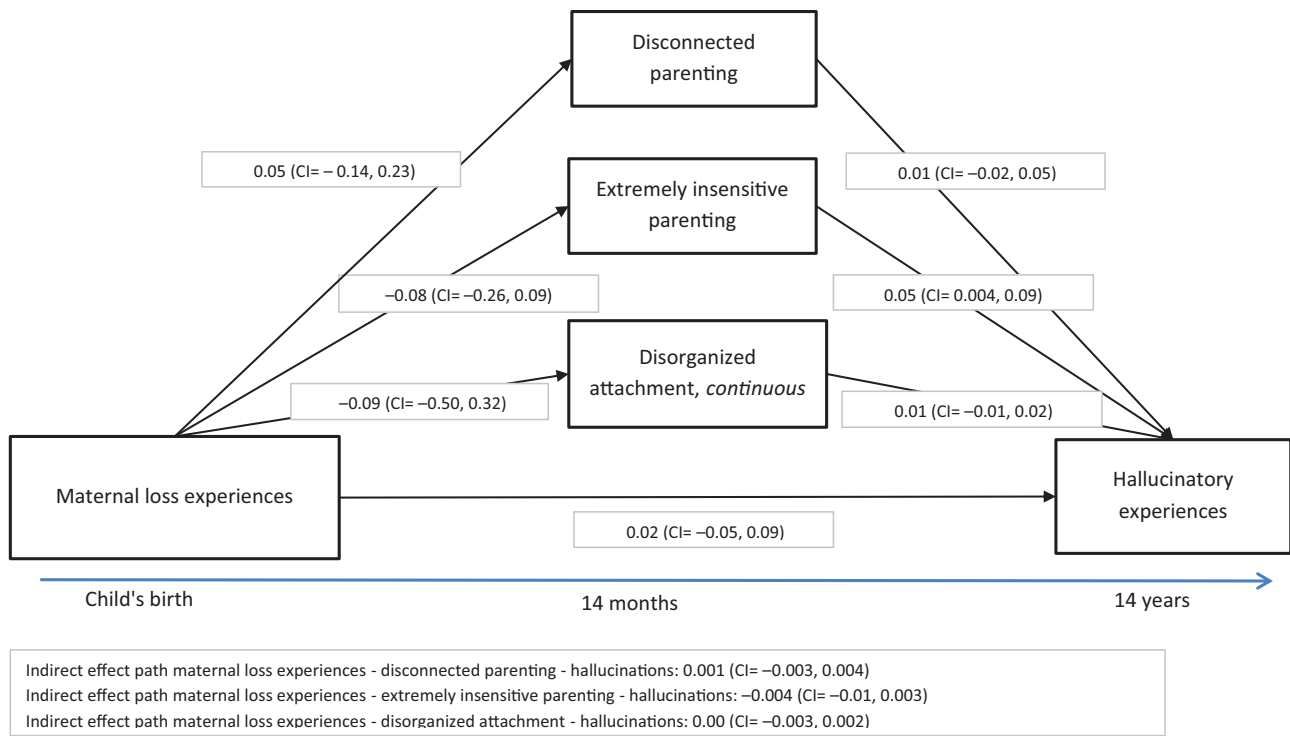 Disconnected
parenting
0.05 (CI= – 0.14, 0.23)
0.01 (CI= –0.02, 0.05)
Extremely insensitive
parenting
–0.08 (CI= –0.26, 0.09)
0.05 (CI= 0.004, 0.09)
Disorganized
attachment, continuous
–0.09 (CI= –0.50, 0.32)
0.01 (CI= –0.01, 0.02)
Maternal loss experiences
Hallucinatory
experiences
0.02 (CI= –0.05, 0.09)
Child's birth
14 months
14 years
Indirect effect path maternal loss experiences - disconnected parenting - hallucinations: 0.001 (CI= –0.003, 0.004)
Indirect effect path maternal loss experiences - extremely insensitive parenting - hallucinations: –0.004 (CI= –0.01, 0.003)
Indirect effect path maternal loss experiences - disorganized attachment - hallucinations: 0.00 (CI= –0.003, 0.002)